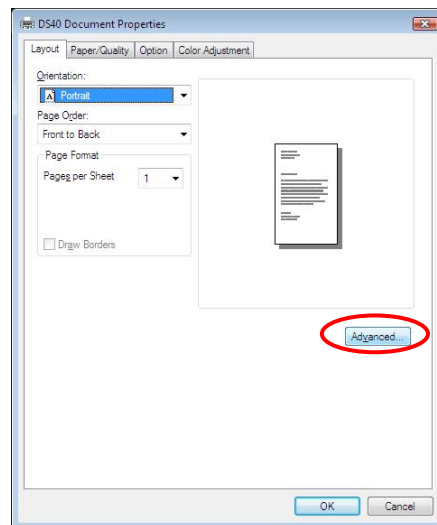 DS40 Document Properties
Layout Paper/Quality Option Color Adjustment
Orientation:
A Portrait
Page Order:
Front to Back
Page Format
Pages per Sheet 1
Draw Borders
Advanced...
OK Cancel